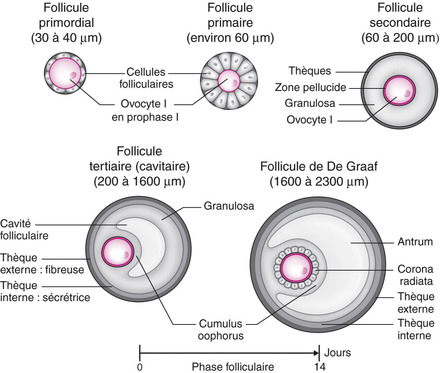 Follicule
primordial
(30 à 40 µm)
Follicule
primaire
(environ 60 µm)
Follicule
secondaire
(60 à 200 µm)
Cellules
folliculaires
Ovocyte I
en prophase I
Thèques
Zone pellucide
Granulosa
Ovocyte I
Follicule
tertiaire (cavitaire)
(200 à 1600 µm)
Follicule de De Graaf
(1600 à 2300 µm)
Granulosa
Cavité
folliculaire
Thèque
externe : fibreuse
Thèque
interne : sécrétrice
Cumulus
oophorus
Antrum
Corona
radiata
Thèque
externe
Thèque
interne
Jours
0
Phase folliculaire
14